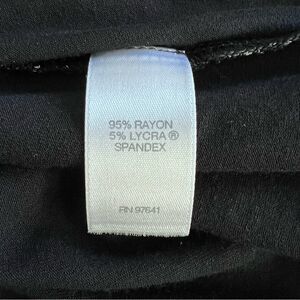 95% RAYON
5% LYCRA®
SPANDEX
RN 97641